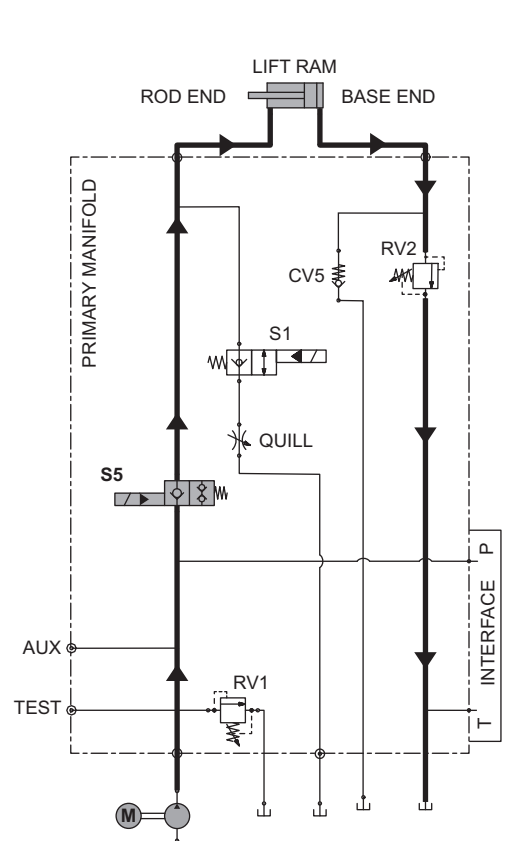 LIFT RAM
ROD END
BASE END
PRIMARY MANIFOLD
RV2
CV5
S1
QUILL
S5
P
INTERFACE
AUX
RV1
TEST
T
M